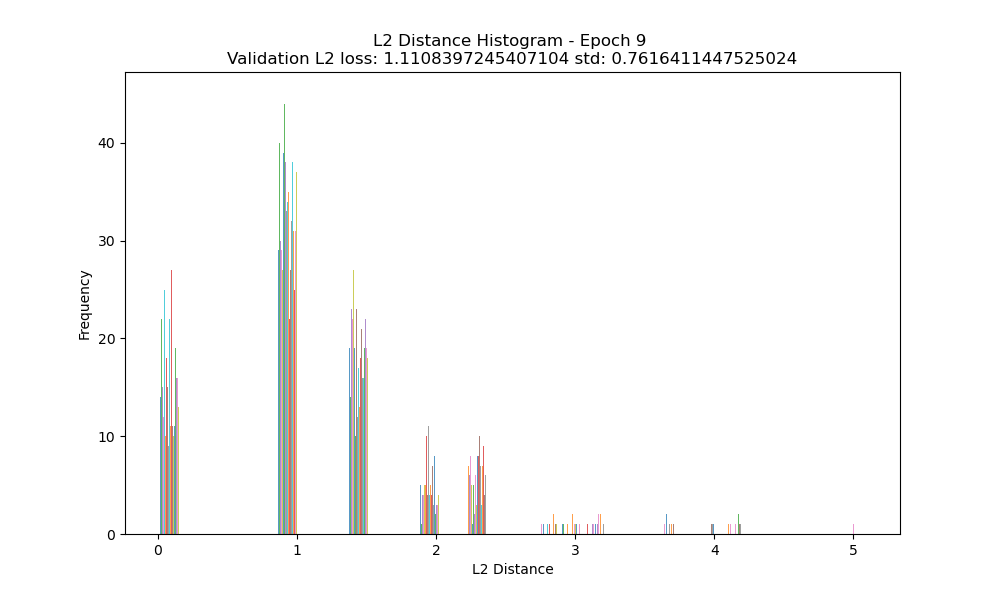 L2 Distance Histogram - Epoch 9
Validation L2 loss: 1.1108397245407104 std: 0.7616411447525024
Frequency
40
30
20
10
0
0 1 2 3 4 5
L2 Distance